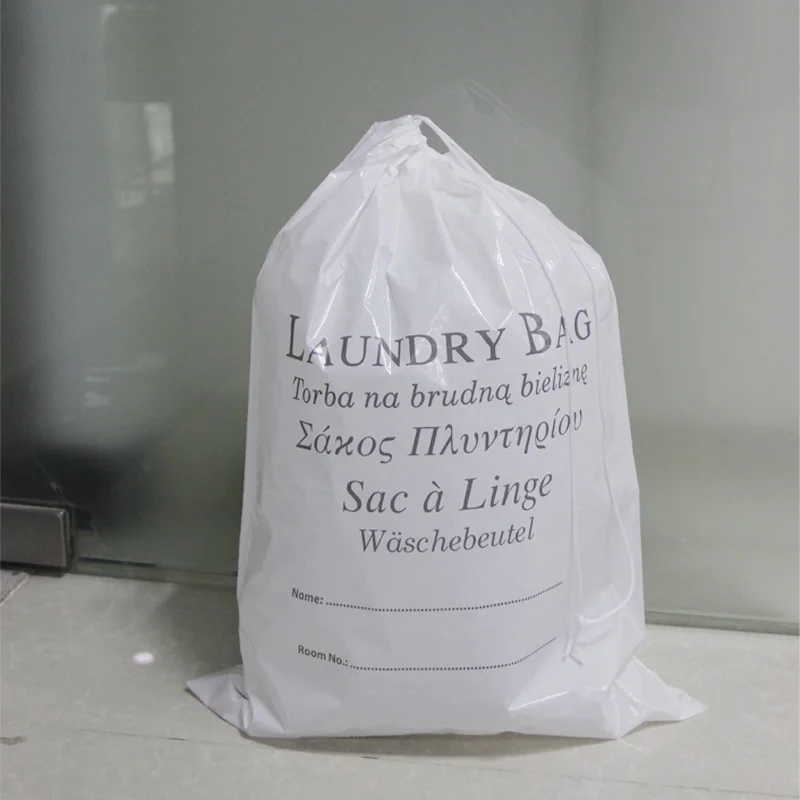 LAUNDRY BAG
Torba na brudną bieliznę
Σάκος Πλυντηρίου
Sac à Linge
Wäschebeutel
Name:
Room No.: